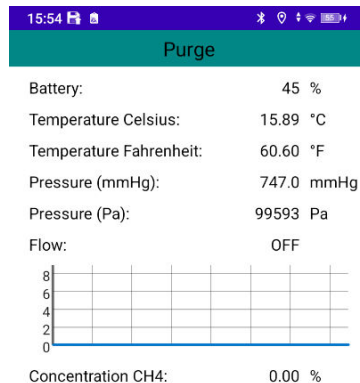 15:54 55
Purge
Battery: 45 %
Temperature Celsius: 15.89 °C
Temperature Fahrenheit: 60.60 °F
Pressure (mmHg): 747.0 mmHg
Pressure (Pa): 99593 Pa
Flow: OFF
8
6
4
2
0
Concentration CH4: 0.00 %